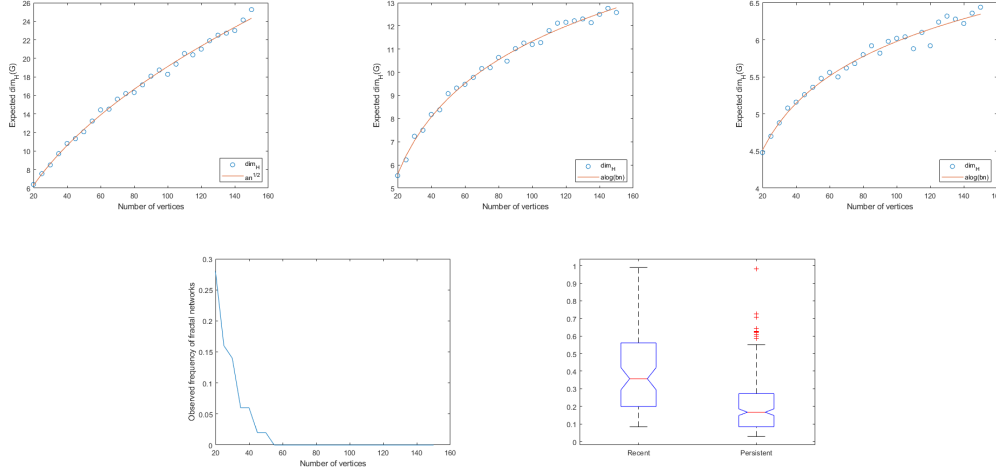 26
24
22
20
18
16
14
12
10
8
6
Expected dim_H(G)
dim_H
an^1/2
20 40 60 80 100 120 140 160
Number of vertices
13
12
11
10
9
8
7
6
5
Expected dim_H(G)
dim_H
alog(bn)
20 40 60 80 100 120 140 160
Number of vertices
6.5
6
5.5
5
4.5
4
Expected dim_H(G)
dim_H
alog(bn)
20 40 60 80 100 120 140 160
Number of vertices
0.3
0.25
0.2
0.15
0.1
0.05
0
Observed frequency of fractal networks
20 40 60 80 100 120 140 160
Number of vertices
1
0.9
0.8
0.7
0.6
0.5
0.4
0.3
0.2
0.1
0
Recent Persistent